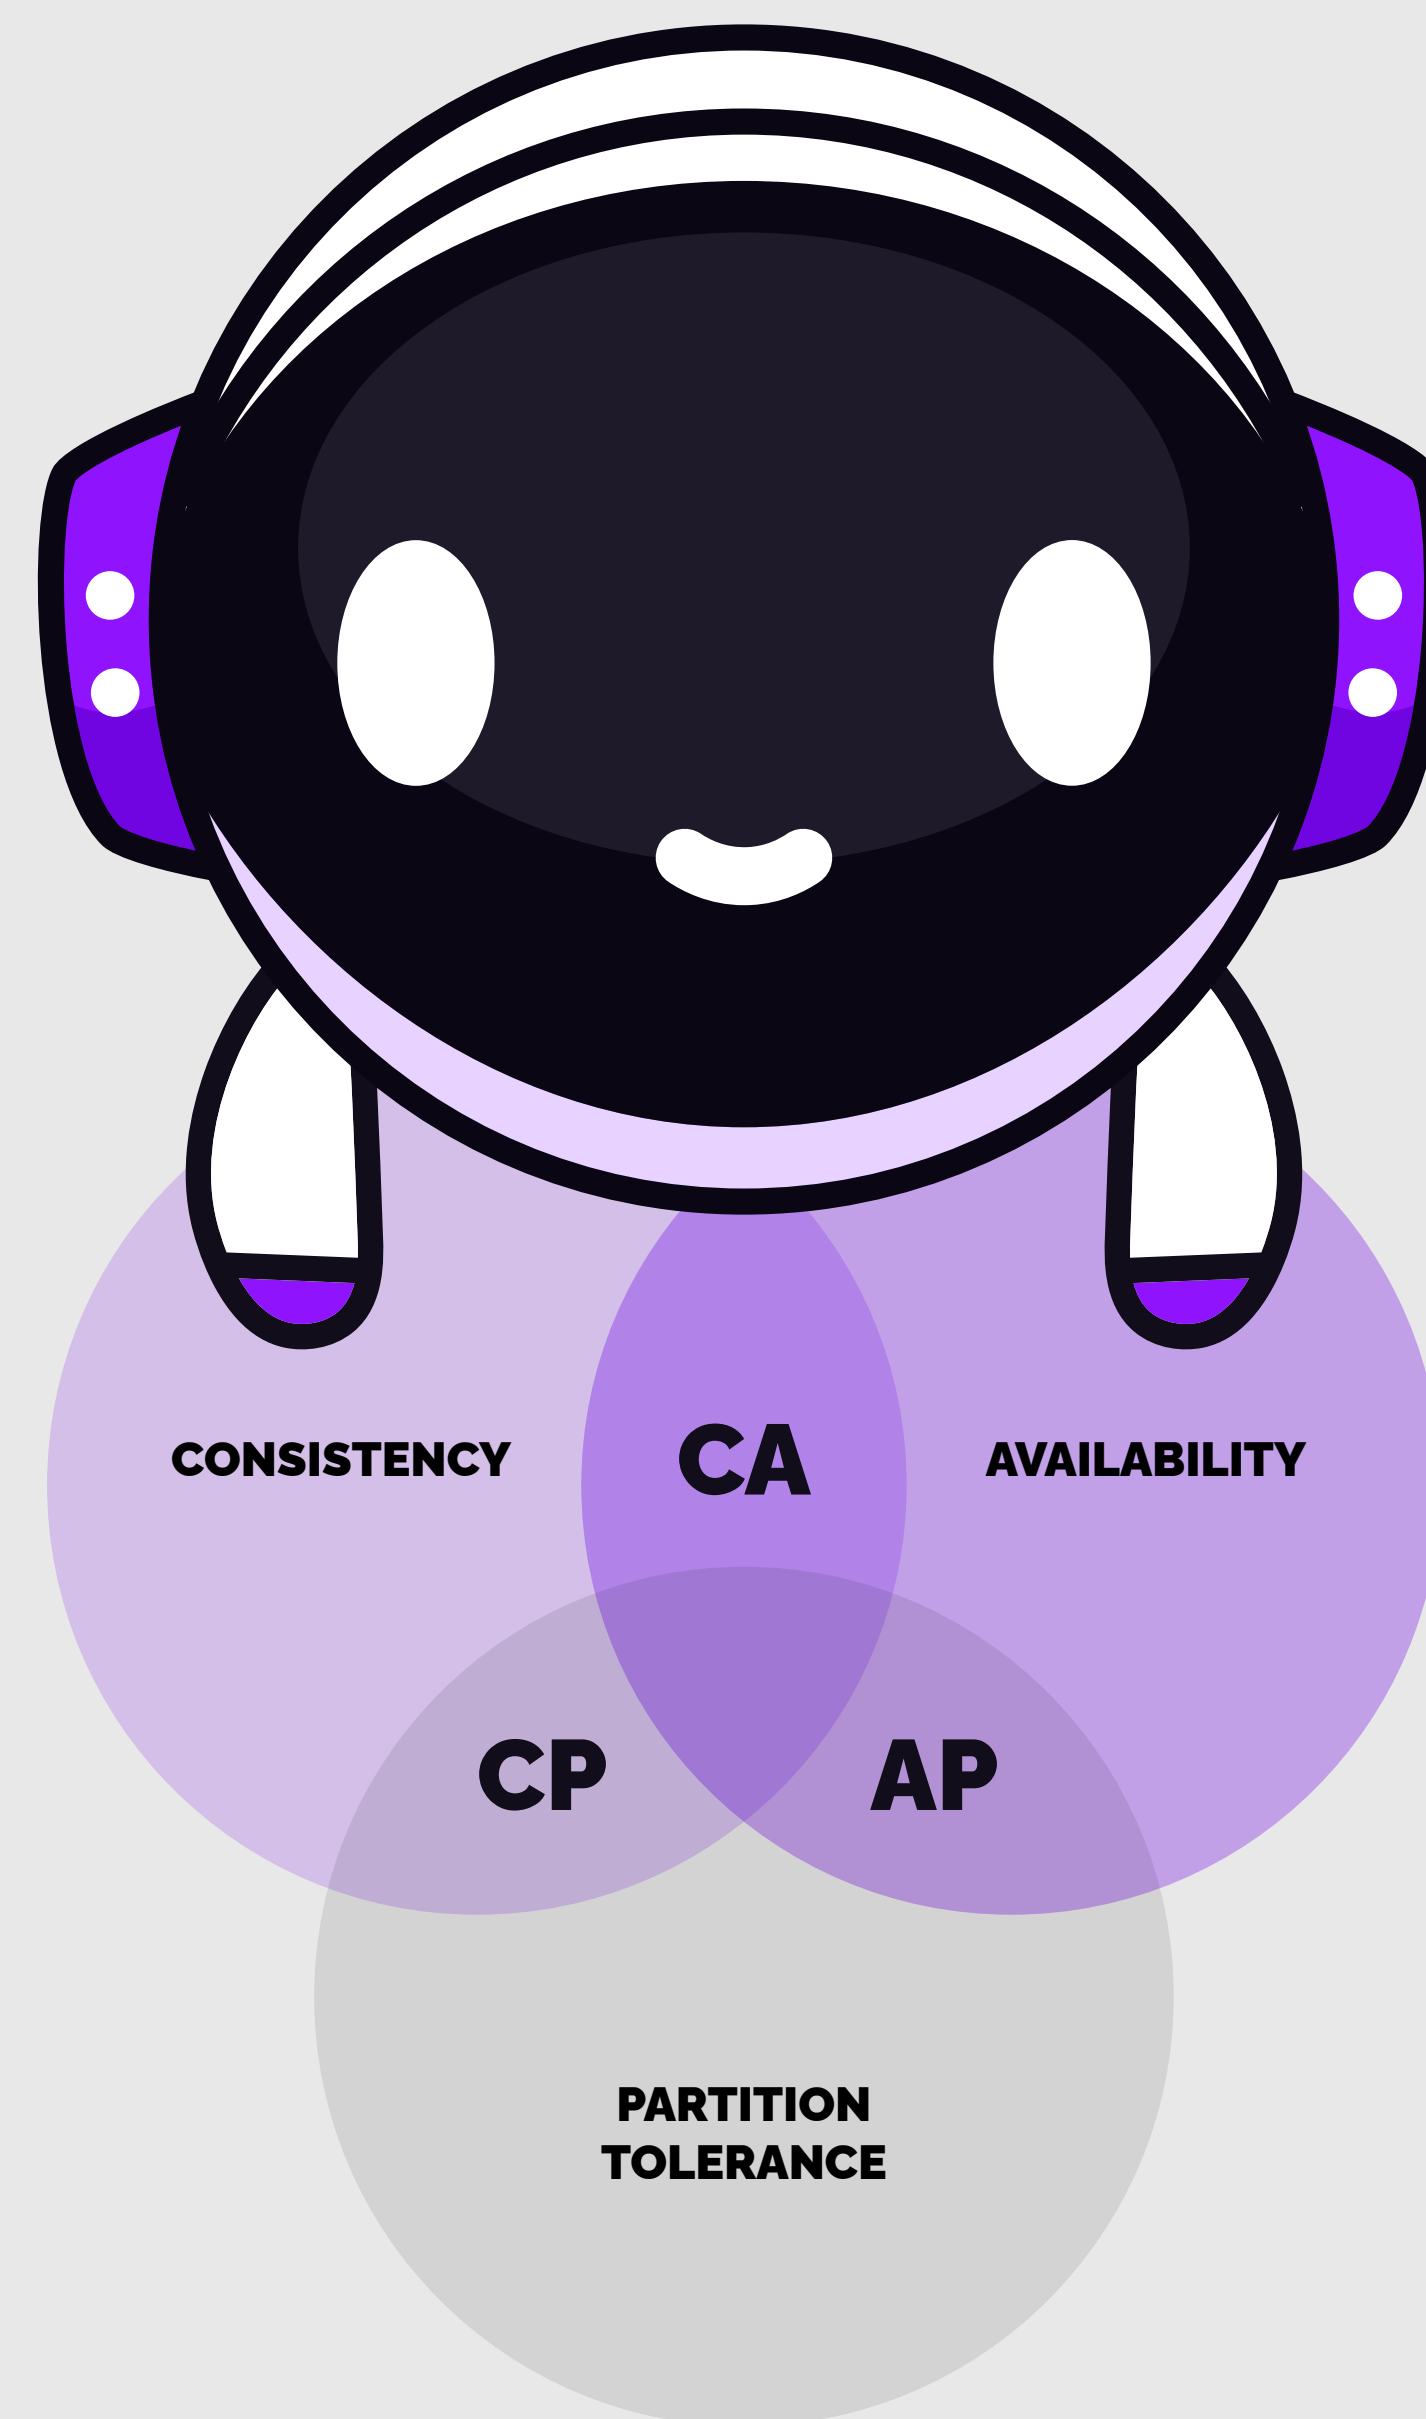 CONSISTENCY
CA
AVAILABILITY
CP
AP
PARTITION
TOLERANCE